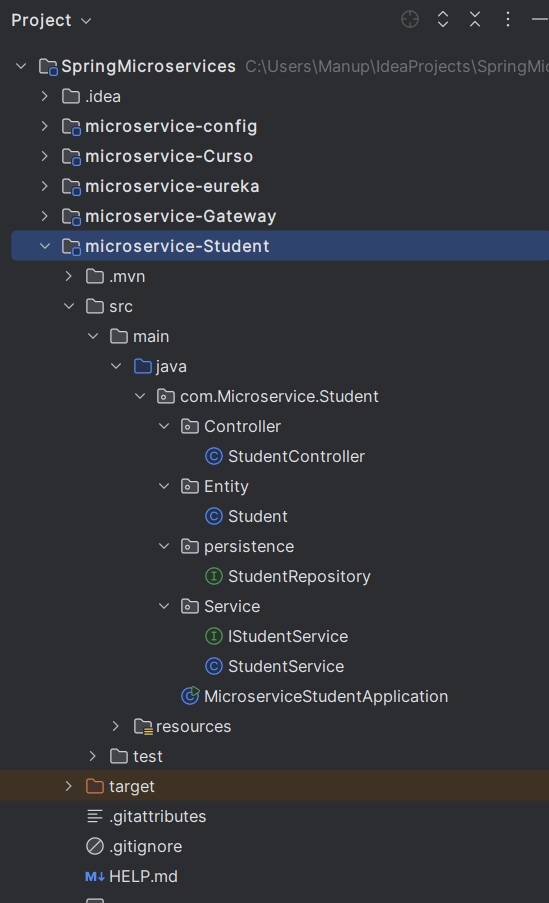 Project
SpringMicroservices C:\Users\Manup\IdeaProjects\SpringMi
.idea
microservice-config
microservice-Curso
microservice-eureka
microservice-Gateway
microservice-Student
.mvn
src
main
java
com.Microservice.Student
Controller
C StudentController
Entity
C Student
persistence
I StudentRepository
Service
I IStudentService
C StudentService
C MicroserviceStudentApplication
resources
test
target
.gitattributes
.gitignore
M↓ HELP.md